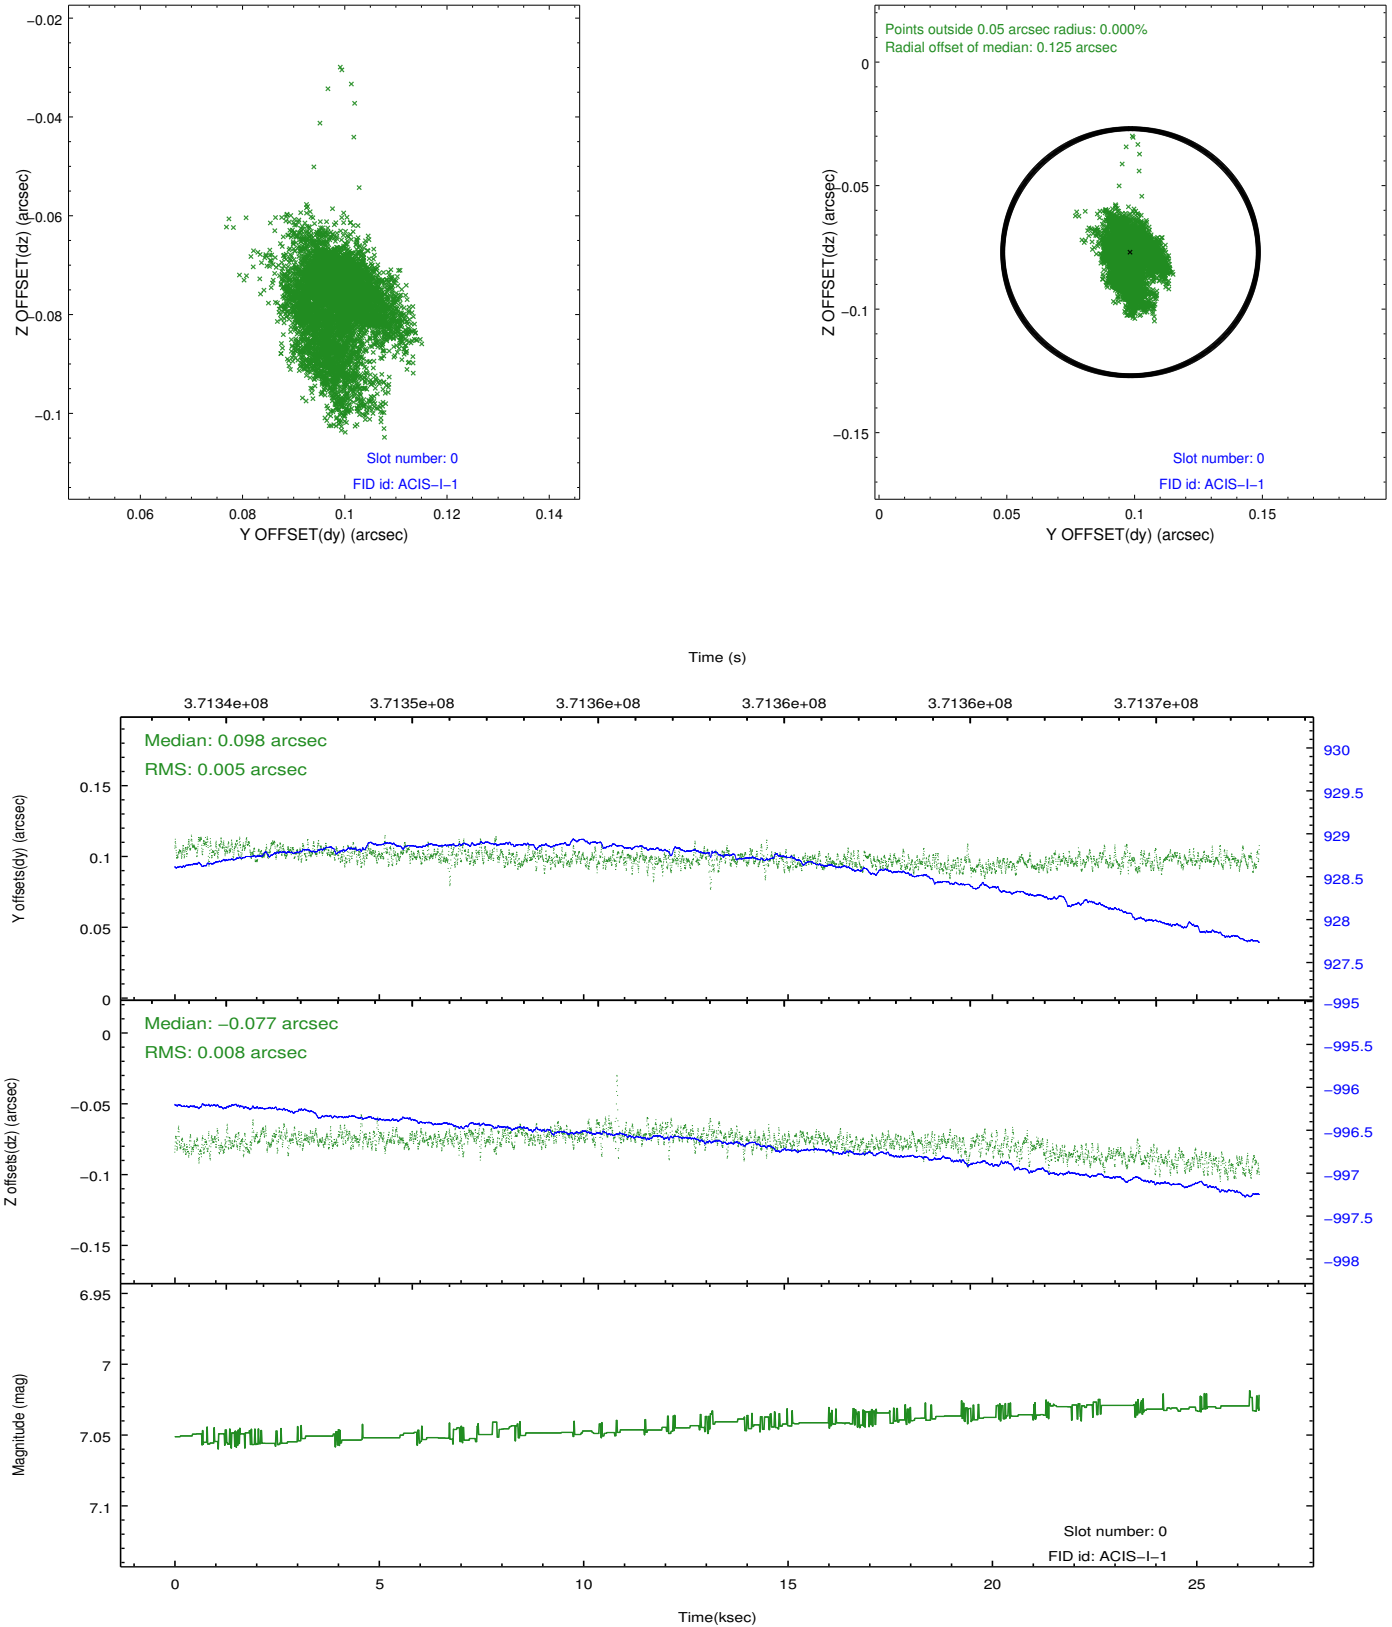 −0.02
−0.04
−0.06
−0.08
−0.1
Z OFFSET(dz) (arcsec)
0.06
0.08
0.1
0.12
0.14
Y OFFSET(dy) (arcsec)
Slot number: 0
FID id: ACIS−I−1
Points outside 0.05 arcsec radius: 0.000%
Radial offset of median: 0.125 arcsec
0
−0.05
−0.1
−0.15
Z OFFSET(dz) (arcsec)
Slot number: 0
FID id: ACIS−I−1
0
0.05
0.1
0.15
Y OFFSET(dy) (arcsec)
Time (s)
3.7134e+08
3.7135e+08
3.7136e+08
3.7136e+08
3.7136e+08
3.7137e+08
Median: 0.098 arcsec
RMS: 0.005 arcsec
0.15
0.1
0.05
0
Y offsets(dy) (arcsec)
930
929.5
929
928.5
928
927.5
Median: −0.077 arcsec
RMS: 0.008 arcsec
0
−0.05
−0.1
−0.15
Z offsets(dz) (arcsec)
−995
−995.5
−996
−996.5
−997
−997.5
−998
6.95
7
7.05
7.1
Magnitude (mag)
Slot number: 0
FID id: ACIS−I−1
0
5
10
15
20
25
Time(ksec)